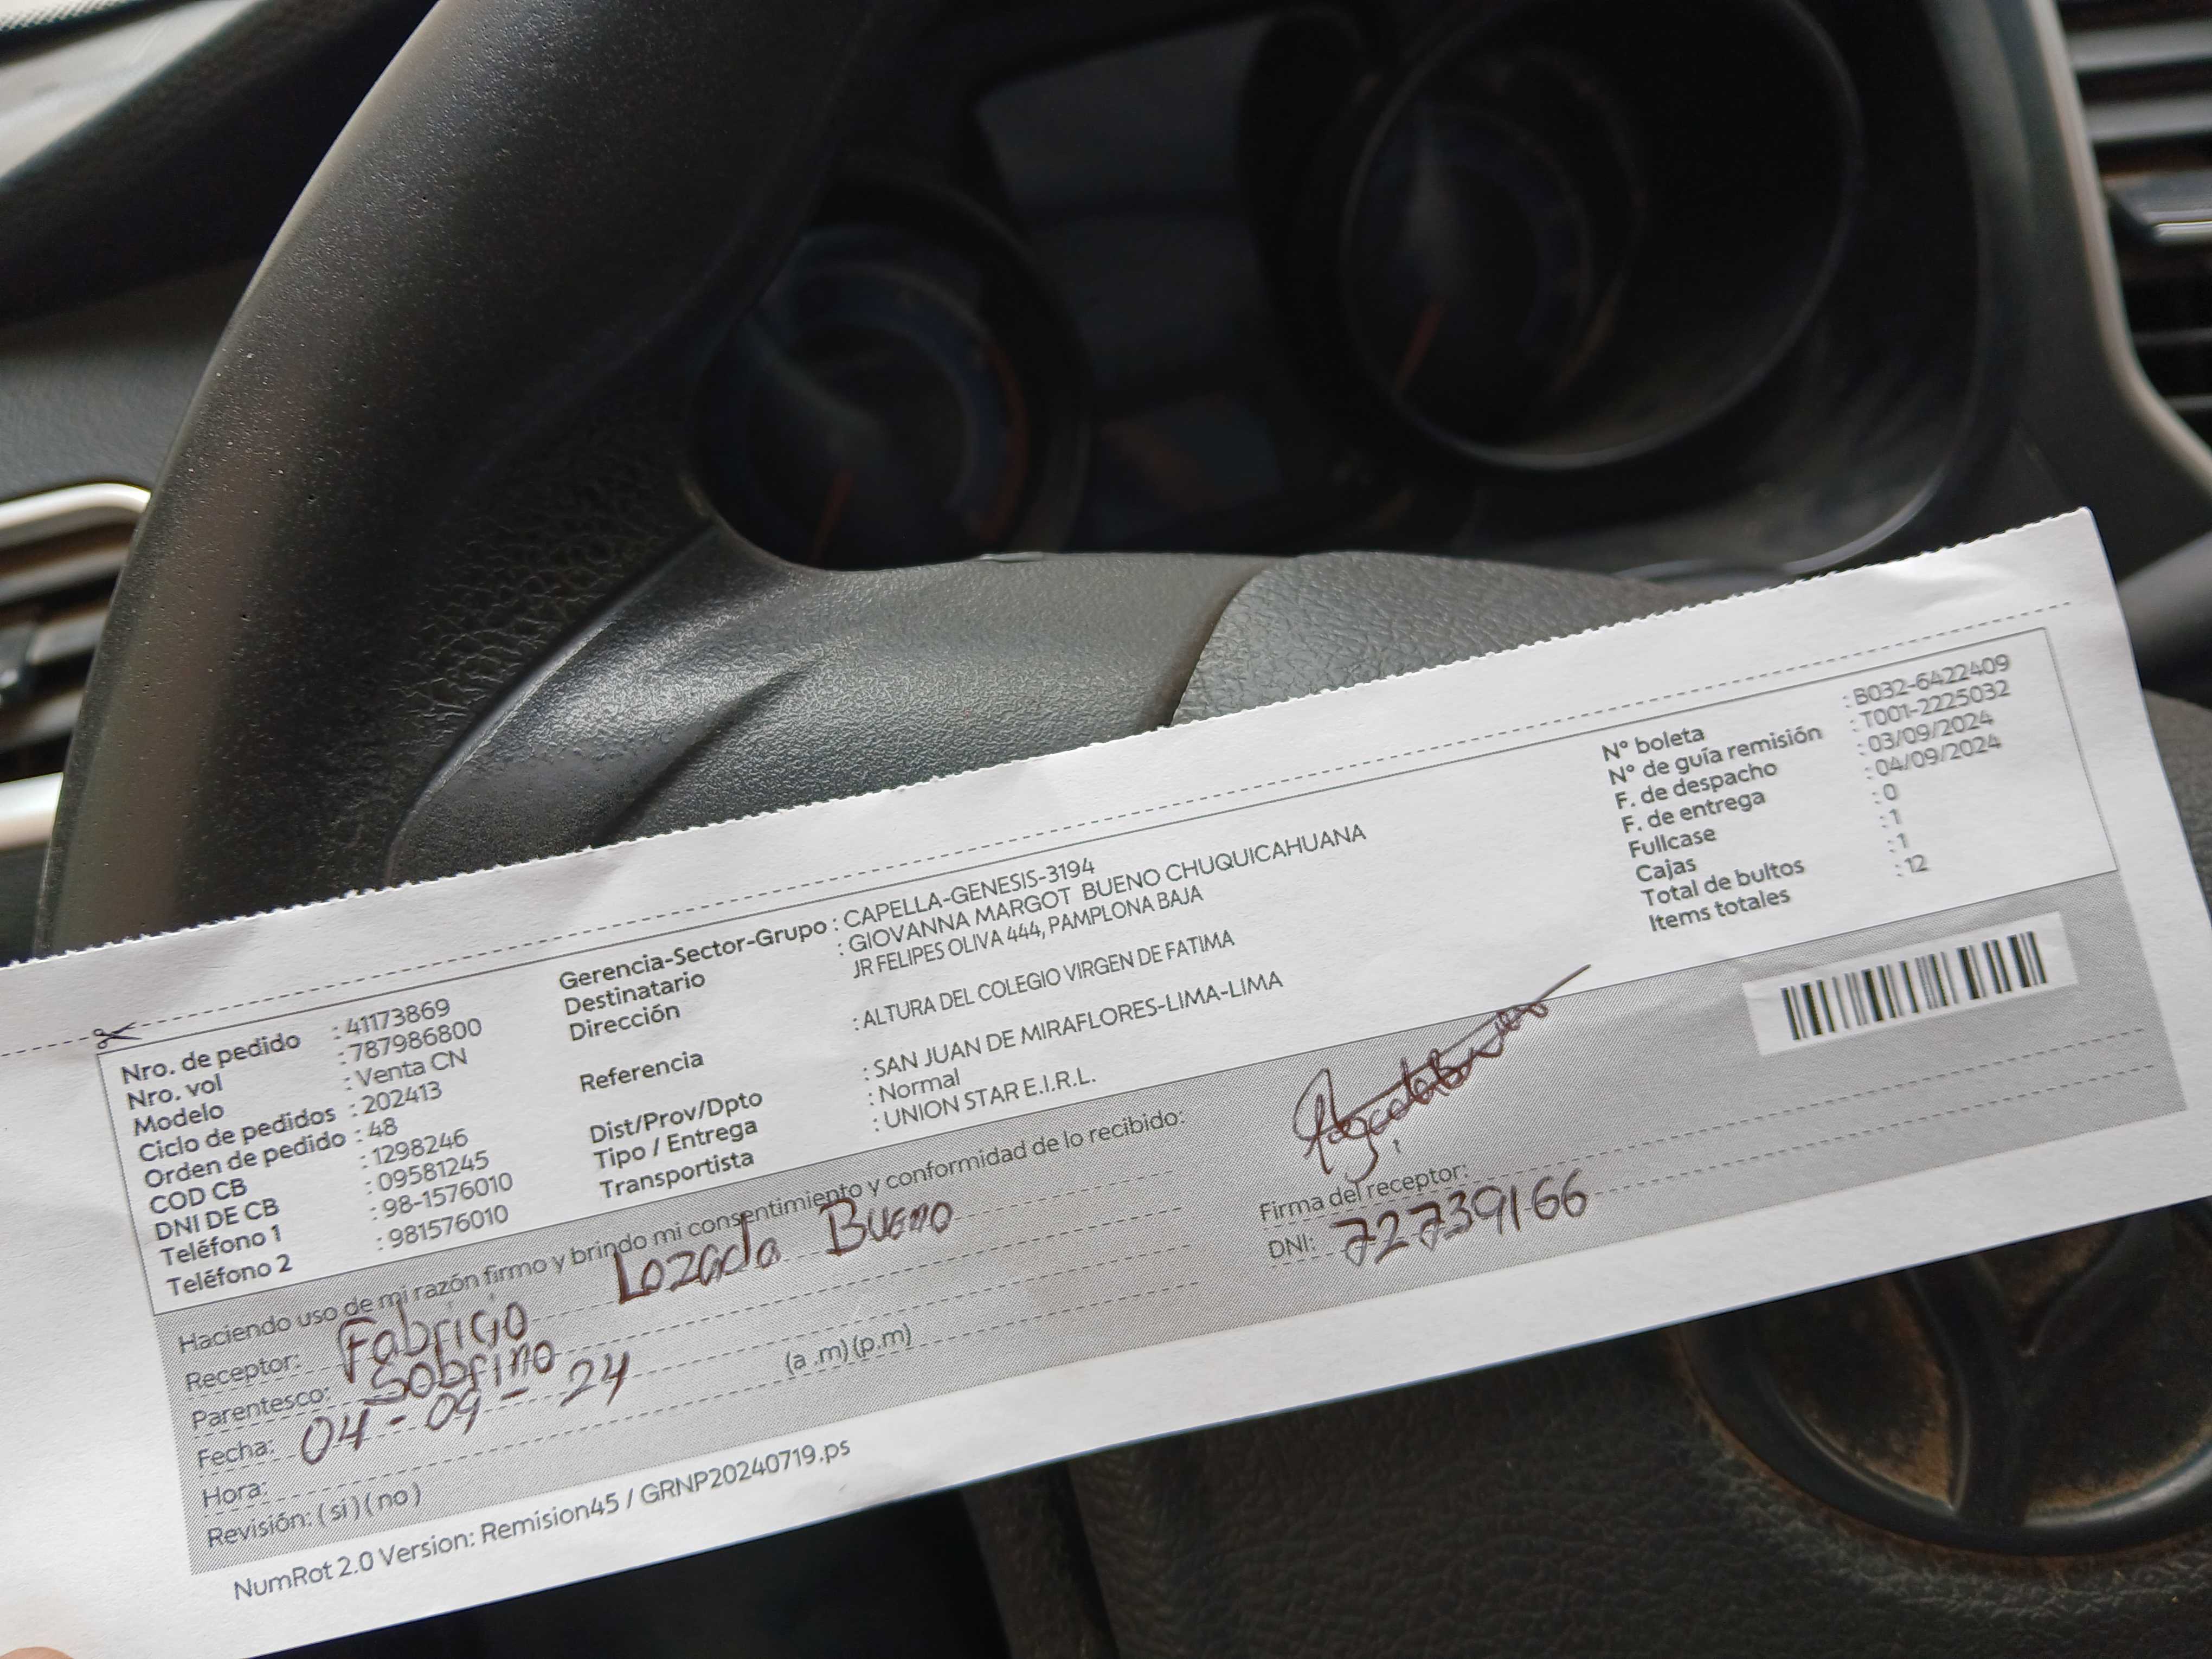 Nro. de pedido : 41173869
Nro. vol : 787986800
Modelo : Venta CN
Ciclo de pedidos : 202413
Orden de pedido : 48
COD CB : 1298246
DNI DE CB : 09581245
Teléfono 1 : 98-1576010
Teléfono 2 : 981576010
Gerencia-Sector-Grupo : CAPELLA-GENESIS-3194
Destinatario : GIOVANNA MARGOT BUENO CHUQUICAHUANA
Dirección JR FELIPES OLIVA 444, PAMPLONA BAJA
Referencia : ALTURA DEL COLEGIO VIRGEN DE FATIMA
Dist/Prov/Dpto : SAN JUAN DE MIRAFLORES-LIMA-LIMA
Tipo / Entrega : Normal
Transportista : UNION STAR E.I.R.L.
N° boleta : B032-6422409
N° de guía remisión : T001-2225032
F. de despacho : 03/09/2024
F. de entrega : 04/09/2024
Fullcase : 0
Cajas : 1
Total de bultos : 1
Items totales : 12
Haciendo uso de mi razón firmo y brindo mi consentimiento y conformidad de lo recibido:
Receptor: Fabricio Lozada Bueno
Parentesco: Sobrino
Fecha: 04-09-24
Hora: (a .m) (p.m)
Revisión: ( si ) ( no )
Firma del receptor:
DNI: 72739166
NumRot 2.0 Version: Remision45 / GRNP20240719.ps